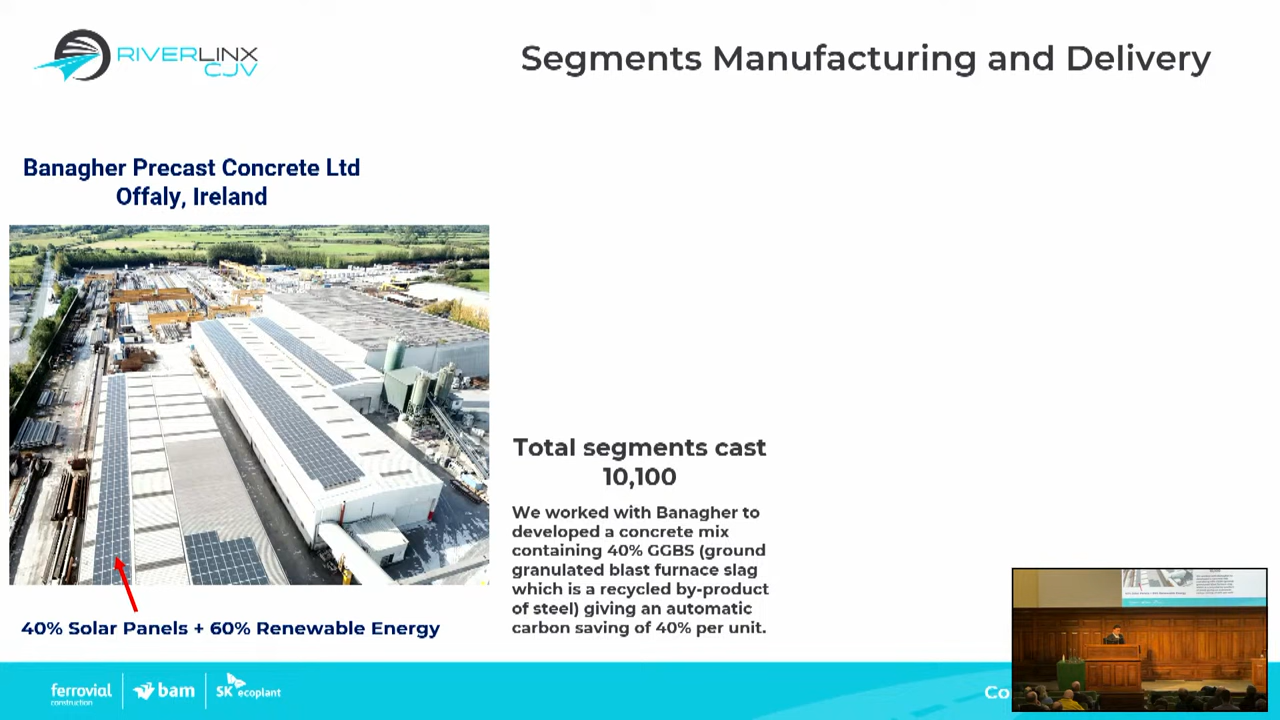 RIVERLINX
CJV
Segments Manufacturing and Delivery
Banagher Precast Concrete Ltd
Offaly, Ireland
Total segments cast
10,100
We worked with Banagher to
developed a concrete mix
containing 40% GGBS (ground
granulated blast furnace slag
which is a recycled by-product
of steel) giving an automatic
carbon saving of 40% per unit.
40% Solar Panels + 60% Renewable Energy
ferrovial
construction
bam
SK ecoplant
Co